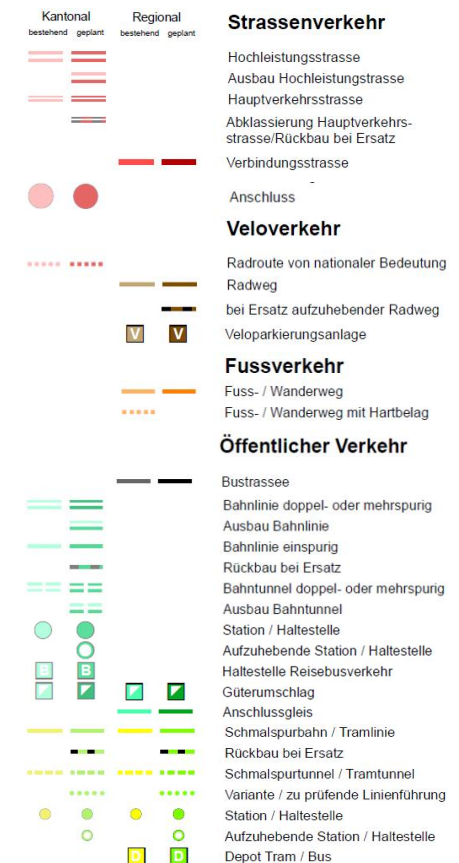 Kantonal Regional
bestehend geplant bestehend geplant
Strassenverkehr
Hochleistungsstrasse
Ausbau Hochleistungstrasse
Hauptverkehrsstrasse
Abklassierung Hauptverkehrs-
strasse/Rückbau bei Ersatz
Verbindungsstrasse
Anschluss
Veloverkehr
Radroute von nationaler Bedeutung
Radweg
bei Ersatz aufzuhebender Radweg
V V Veloparkierungsanlage
Fussverkehr
Fuss- / Wanderweg
Fuss- / Wanderweg mit Hartbelag
Öffentlicher Verkehr
Bustrassee
Bahnlinie doppel- oder mehrspurig
Ausbau Bahnlinie
Bahnlinie einspurig
Rückbau bei Ersatz
Bahntunnel doppel- oder mehrspurig
Ausbau Bahntunnel
Station / Haltestelle
Aufzuhebende Station / Haltestelle
B B Haltestelle Reisebusverkehr
Güterumschlag
Anschlussgleis
Schmalspurbahn / Tramlinie
Rückbau bei Ersatz
Schmalspurtunnel / Tramtunnel
Variante / zu prüfende Linienführung
Station / Haltestelle
Aufzuhebende Station / Haltestelle
D D Depot Tram / Bus